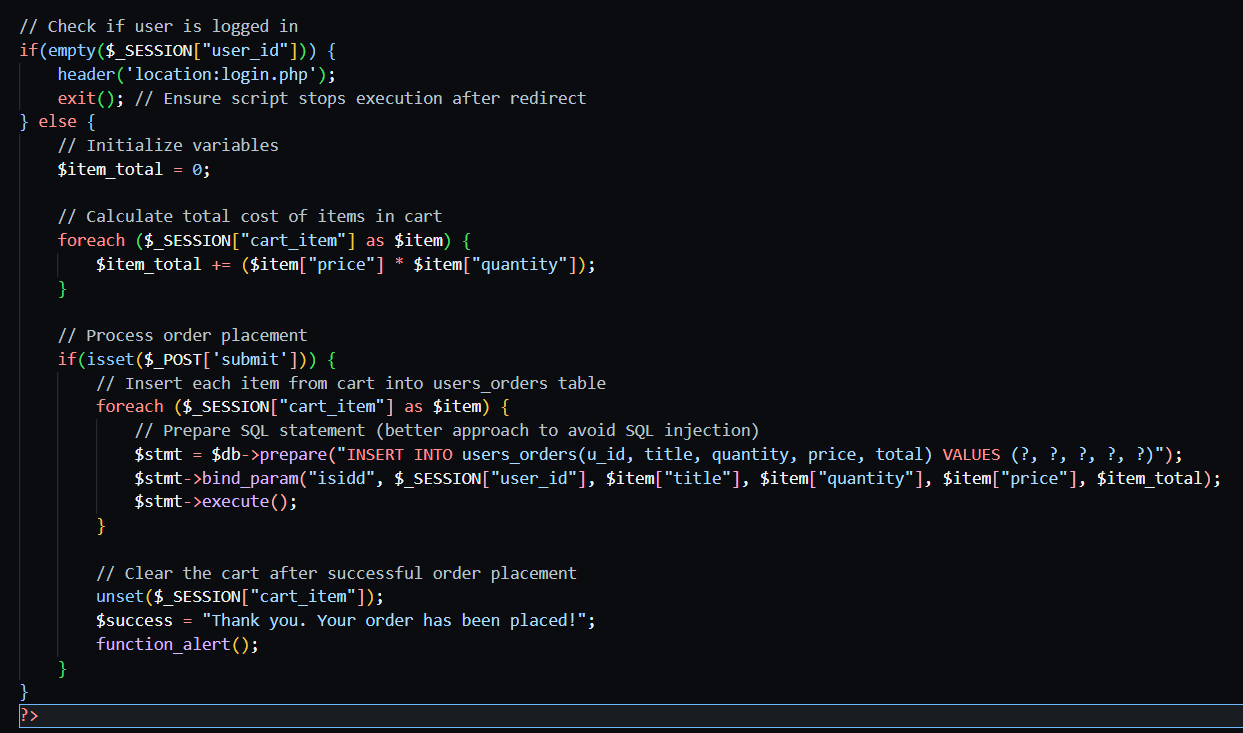 // Check if user is logged in
if(empty($_SESSION["user_id"])) {
    header('location:login.php');
    exit(); // Ensure script stops execution after redirect
} else {
    // Initialize variables
    $item_total = 0;

    // Calculate total cost of items in cart
    foreach ($_SESSION["cart_item"] as $item) {
        $item_total += ($item["price"] * $item["quantity"]);
    }

    // Process order placement
    if(isset($_POST['submit'])) {
        // Insert each item from cart into users_orders table
        foreach ($_SESSION["cart_item"] as $item) {
            // Prepare SQL statement (better approach to avoid SQL injection)
            $stmt = $db->prepare("INSERT INTO users_orders(u_id, title, quantity, price, total) VALUES (?, ?, ?, ?, ?)");
            $stmt->bind_param("isidd", $_SESSION["user_id"], $item["title"], $item["quantity"], $item["price"], $item_total);
            $stmt->execute();
        }

        // Clear the cart after successful order placement
        unset($_SESSION["cart_item"]);
        $success = "Thank you. Your order has been placed!";
        function_alert();
    }
}
?>